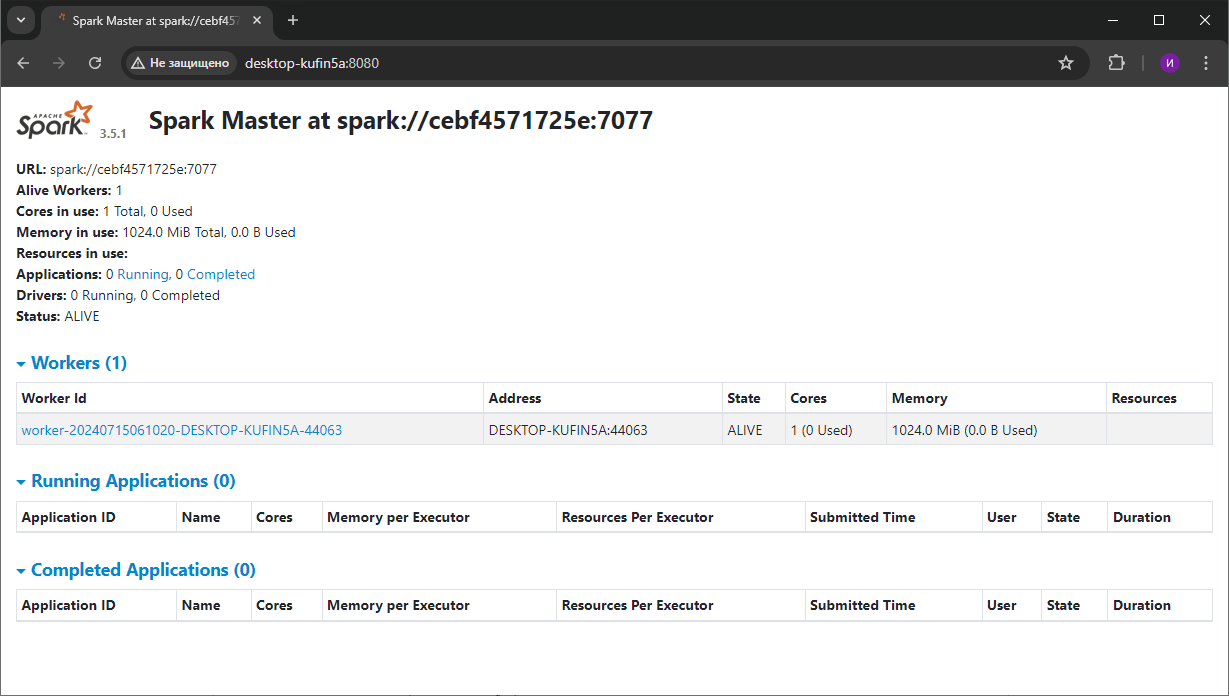 Spark Master at spark://cebf457
Не защищено desktop-kufin5a:8080 И
APACHE
Spark 3.5.1 Spark Master at spark://cebf4571725e:7077
URL: spark://cebf4571725e:7077
Alive Workers: 1
Cores in use: 1 Total, 0 Used
Memory in use: 1024.0 MiB Total, 0.0 B Used
Resources in use:
Applications: 0 Running, 0 Completed
Drivers: 0 Running, 0 Completed
Status: ALIVE
Workers (1)
Worker Id Address State Cores Memory Resources
worker-20240715061020-DESKTOP-KUFIN5A-44063 DESKTOP-KUFIN5A:44063 ALIVE 1 (0 Used) 1024.0 MiB (0.0 B Used)
Running Applications (0)
Application ID Name Cores Memory per Executor Resources Per Executor Submitted Time User State Duration
Completed Applications (0)
Application ID Name Cores Memory per Executor Resources Per Executor Submitted Time User State Duration